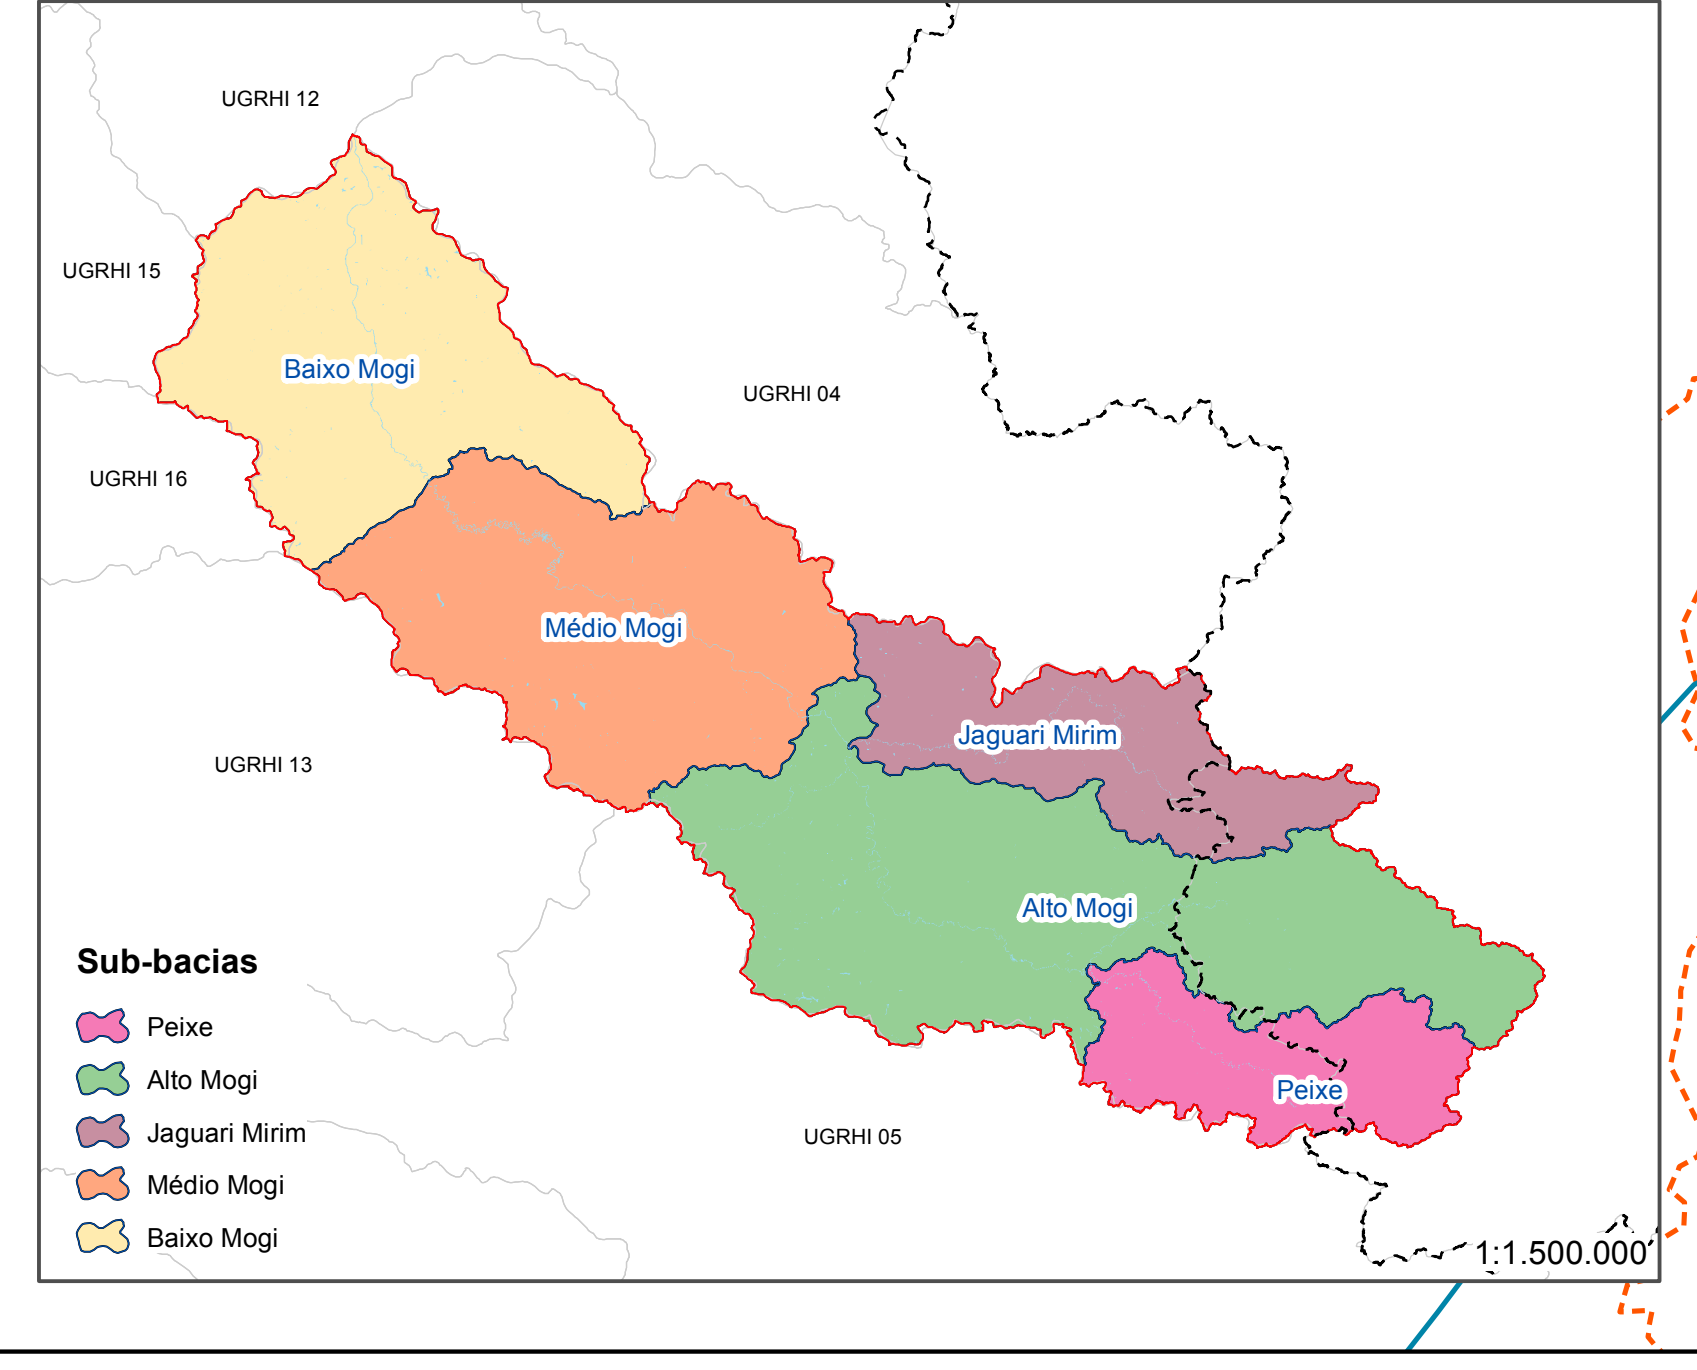 UGRHI 12
UGRHI 15
Baixo Mogi
UGRHI 04
UGRHI 16
Médio Mogi
Jaguari Mirim
UGRHI 13
Alto Mogi
Peixe
UGRHI 05
Sub-bacias
Peixe
Alto Mogi
Jaguari Mirim
Médio Mogi
Baixo Mogi
1:1.500.000